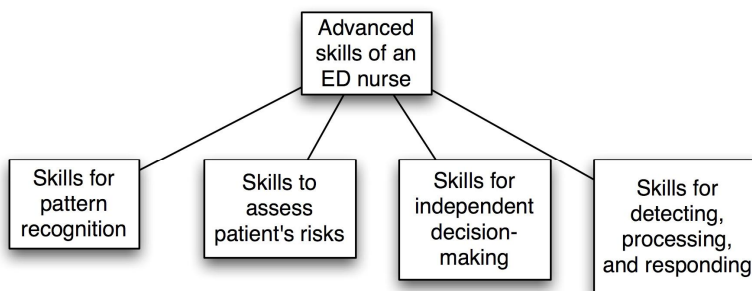 Advanced
skills of an
ED nurse
Skills for
pattern
recognition
Skills to
assess
patient's risks
Skills for
independent
decision-
making
Skills for
detecting,
processing,
and responding